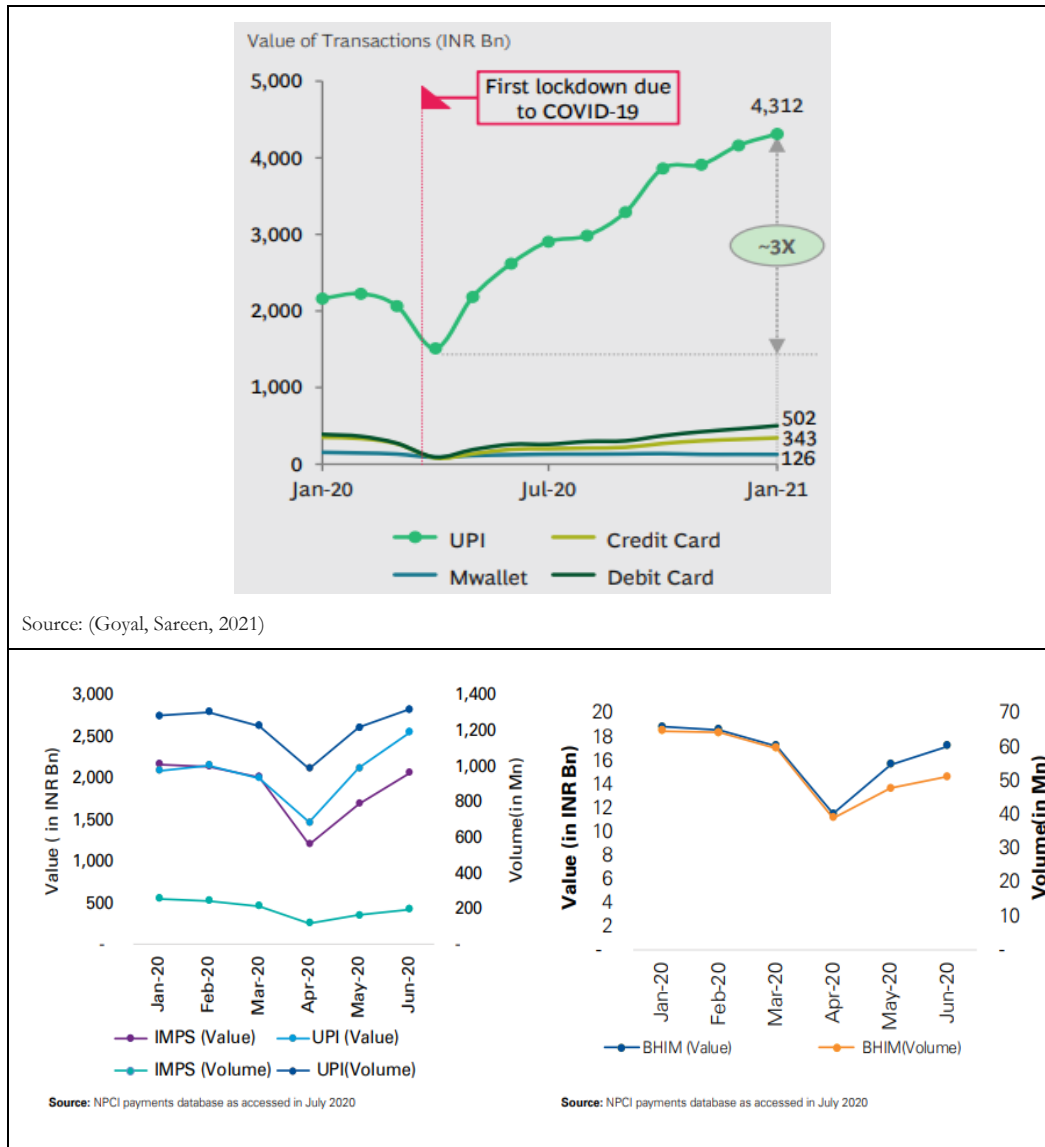 Value of Transactions (INR Bn)
5,000
4,000
3,000
2,000
1,000
0
First lockdown due
to COVID-19
4,312
~3X
502
343
126
Jan-20 Jul-20 Jan-21
UPI Credit Card
Mwallet Debit Card
Source: (Goyal, Sareen, 2021)
Value ( in INR Bn)
3,000
2,500
2,000
1,500
1,000
500
-
1,400
1,200
1,000
800
600
400
200
-
Volume(in Mn)
Jan-20
Feb-20
Mar-20
Apr-20
May-20
Jun-20
IMPS (Value) UPI (Value)
IMPS (Volume) UPI(Volume)
Source: NPCI payments database as accessed in July 2020
Value (in INR Bn)
20
18
16
14
12
10
8
6
4
2
-
70
60
50
40
30
20
10
-
Volume(in Mn)
Jan-20
Feb-20
Mar-20
Apr-20
May-20
Jun-20
BHIM (Value) BHIM(Volume)
Source: NPCI payments database as accessed in July 2020